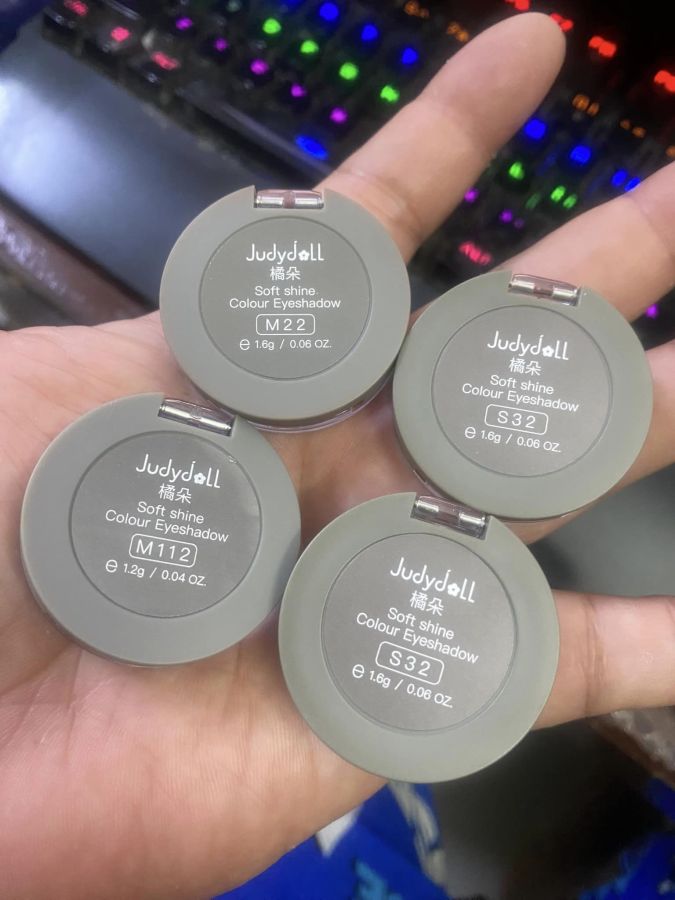 Judydoll
橘朵
Soft shine
Colour Eyeshadow
M22
℮ 1.6g / 0.06 OZ.
Judydoll
橘朵
Soft shine
Colour Eyeshadow
S32
℮ 1.6g / 0.06 OZ.
Judydoll
橘朵
Soft shine
Colour Eyeshadow
M112
℮ 1.2g / 0.04 OZ.
Judydoll
橘朵
Soft shine
Colour Eyeshadow
S32
℮ 1.6g / 0.06 OZ.